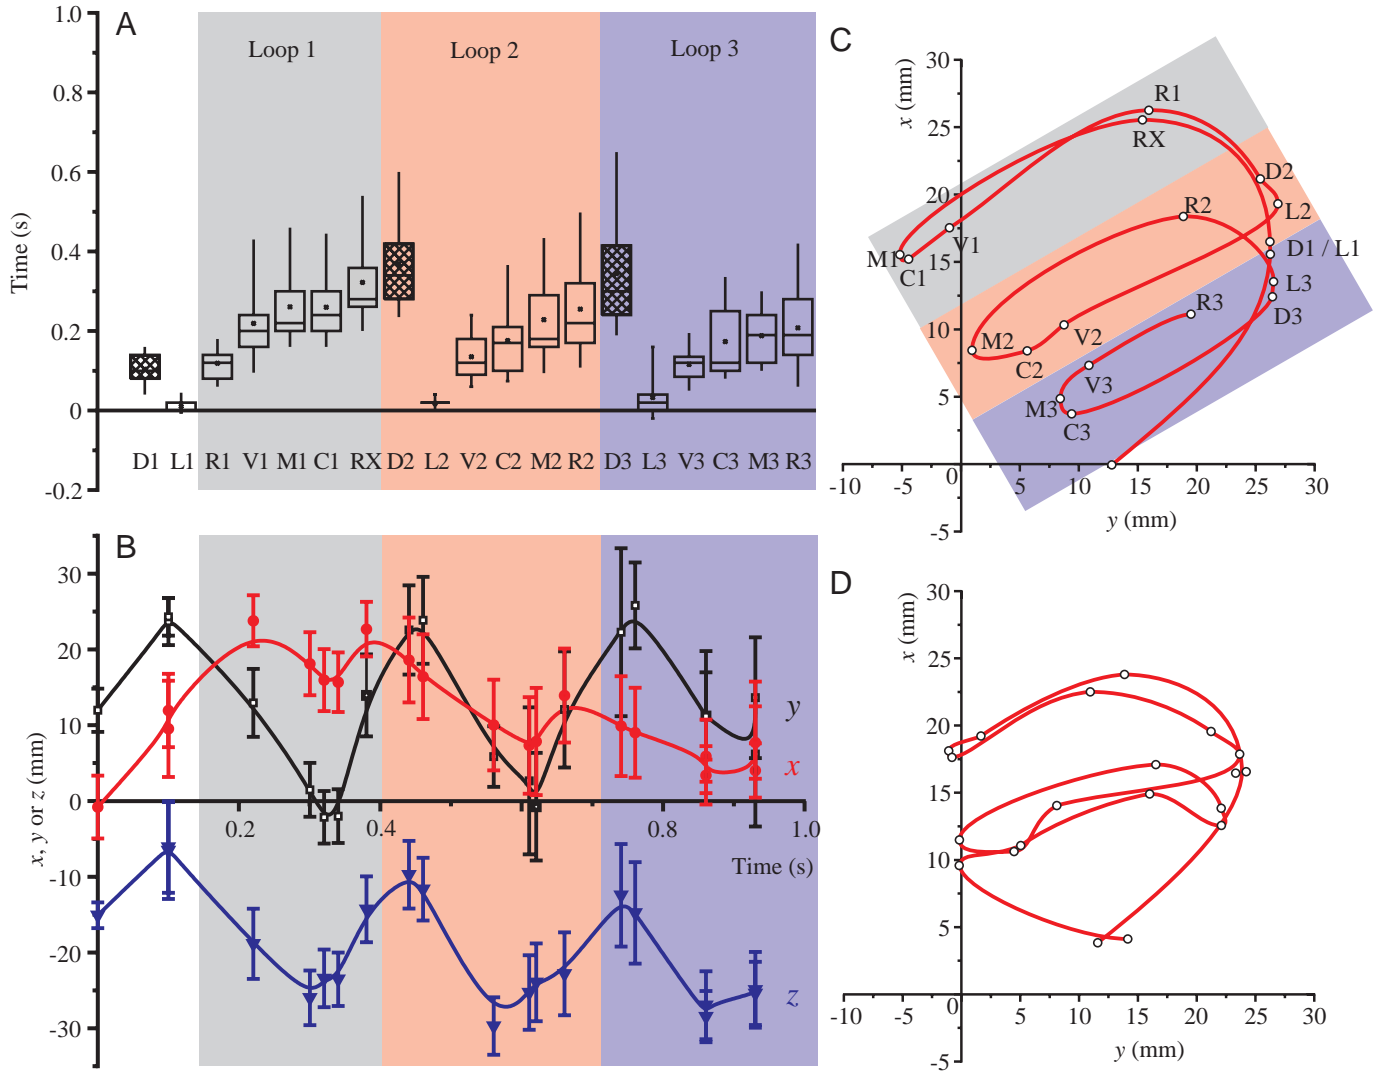 A
1.0
0.8
0.6
0.4
0.2
0
-0.2
Time (s)
Loop 1
Loop 2
Loop 3
D1 L1 R1 V1 M1 C1 RX D2 L2 V2 C2 M2 R2 D3 L3 V3 C3 M3 R3
B
30
20
10
0
-10
-20
-30
x, y or z (mm)
0.2
0.4
0.8
1.0
Time (s)
y
x
z
C
x (mm)
30
25
20
15
10
5
0
-5
-10
-5
5
10
15
20
25
30
y (mm)
R1
RX
D2
L2
R2
V1
M1
C1
D1 / L1
L3
R3
D3
M2
V2
C2
V3
M3
C3
D
x (mm)
30
25
20
15
10
5
0
-5
-10
-5
5
10
15
20
25
30
y (mm)